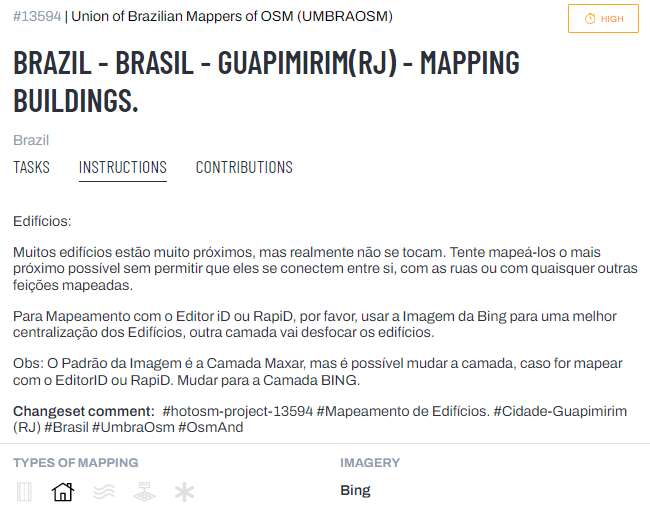 #13594 | Union of Brazilian Mappers of OSM (UMBRAOSM)
HIGH
BRAZIL - BRASIL - GUAPIMIRIM(RJ) - MAPPING
BUILDINGS.
Brazil
TASKS INSTRUCTIONS CONTRIBUTIONS
Edifícios:
Muitos edifícios estão muito próximos, mas realmente não se tocam. Tente mapeá-los o mais
próximo possível sem permitir que eles se conectem entre si, com as ruas ou com quaisquer outras
feições mapeadas.
Para Mapeamento com o Editor iD ou RapiD, por favor, usar a Imagem da Bing para uma melhor
centralização dos Edifícios, outra camada vai desfocar os edifícios.
Obs: O Padrão da Imagem é a Camada Maxar, mas é possível mudar a camada, caso for mapear
com o EditorID ou RapiD. Mudar para a Camada BING.
Changeset comment: #hotosm-project-13594 #Mapeamento de Edifícios. #Cidade-Guapimirim
(RJ) #Brasil #UmbraOsm #OsmAnd
TYPES OF MAPPING
IMAGERY
Bing